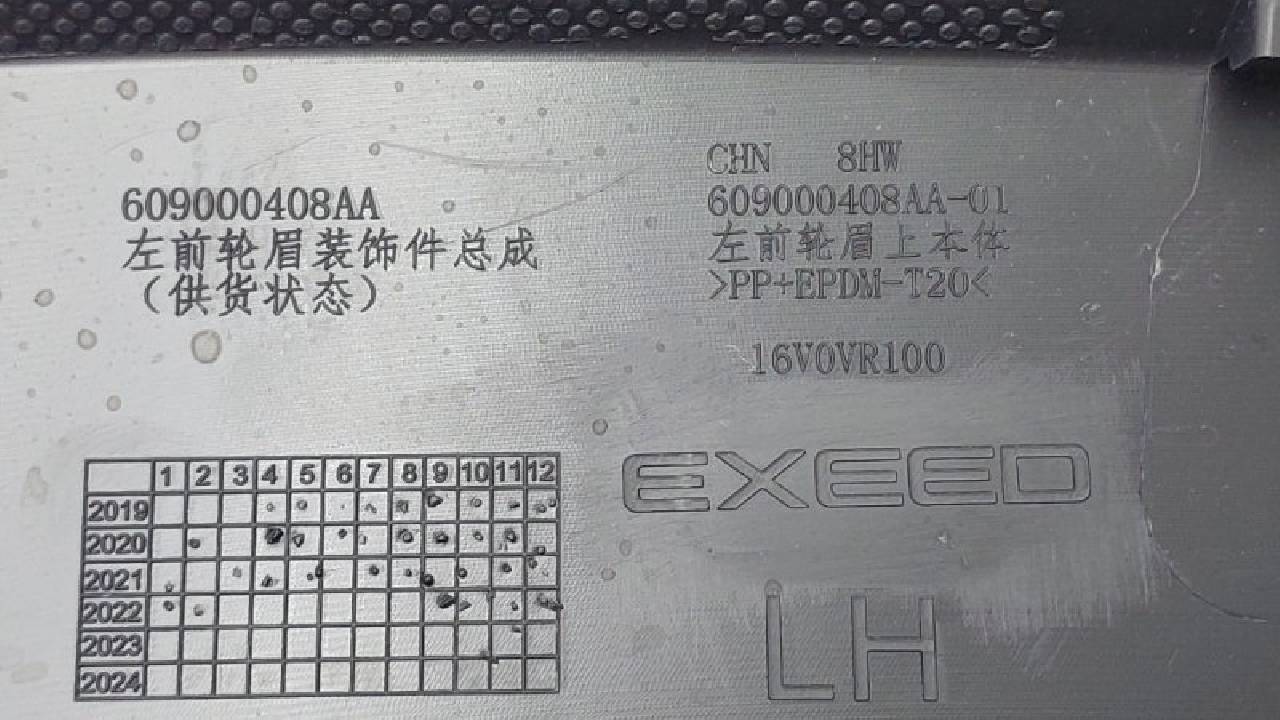 609000408AA
左前轮眉装饰件总成
（供货状态）
CHN 8HW
609000408AA-01
左前轮眉上本体
>PP+EPDM-T20<
16V0VR100
EXEED
LH
1 2 3 4 5 6 7 8 9 10 11 12
2019
2020
2021
2022
2023
2024